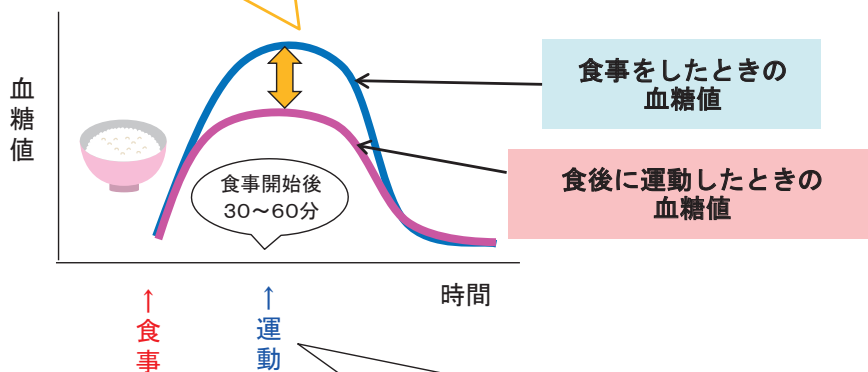 血糖値
食事をしたときの
血糖値
食後に運動したときの
血糖値
食事開始後
30～60分
時間
↑食事
↑運動